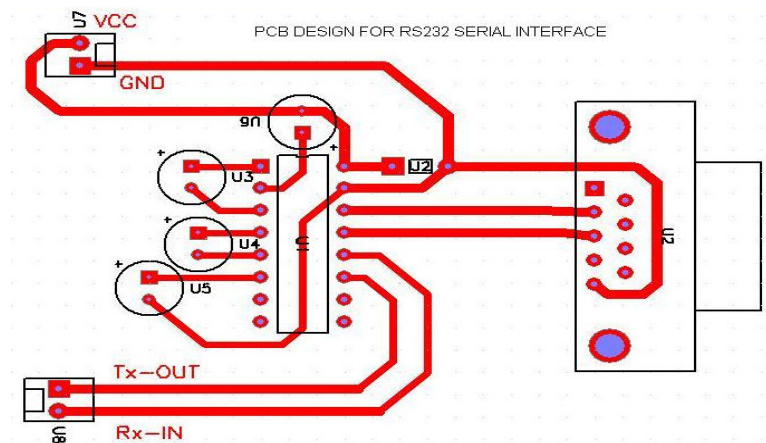 U7
VCC
PCB DESIGN FOR RS232 SERIAL INTERFACE
GND
U6
+
+
U2
U3
+
U4
U1
U2
+
U5
Tx-OUT
U8
Rx-IN